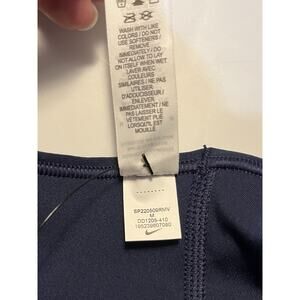 WASH WITH LIKE
COLORS / DO NOT
USE SOFTENERS /
REMOVE
IMMEDIATELY / DO
NOT ALLOW TO LAY
ON ITSELF WHEN WET
LAVER AVEC
COULEURS
SIMILAIRES / NE PAS
UTILISER
D'ADOUCISSEUR /
ENLEVER
IMMÉDIATEMENT / NE
PAS LAISSER LE
VÊTEMENT PLIÉ
LORSQU'IL EST
MOUILLÉ
SP220509RMV
M
DD1205-410
195239607080